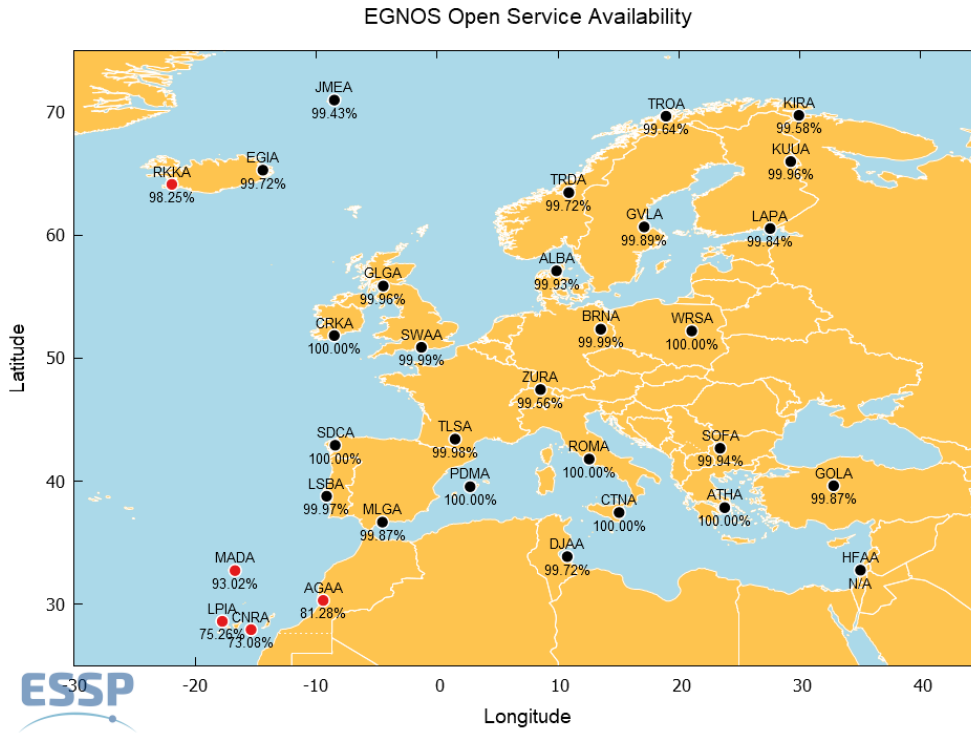 EGNOS Open Service Availability
Latitude
70
60
50
40
30
JMEA
99.43%
TROA
99.64%
KIRA
99.58%
KUUA
99.96%
EGIA
99.72%
RKKA
98.25%
TRDA
99.72%
GVLA
99.89%
LAPA
99.84%
ALBA
99.93%
GLGA
99.96%
CRKA
100.00%
SWAA
99.99%
BRNA
99.99%
WRSA
100.00%
ZURA
99.56%
SDCA
100.00%
TLSA
99.98%
ROMA
100.00%
SOFA
99.94%
LSBA
99.97%
PDMA
100.00%
GOLA
99.87%
MLGA
99.87%
CTNA
100.00%
ATHA
100.00%
DJAA
99.72%
HFAA
N/A
MADA
93.02%
AGAA
81.28%
LPIA
75.26%
CNRA
73.08%
-30
-20
-10
0
10
20
30
40
Longitude
ESSP